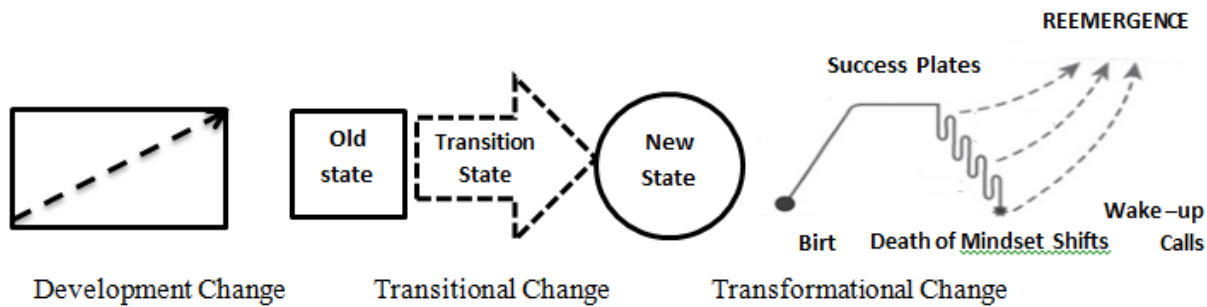 REEMERGENCE
Success Plates
Old
state
Transition
State
New
State
Wake –up
Calls
Birt
Death of Mindset Shifts
Development Change
Transitional Change
Transformational Change